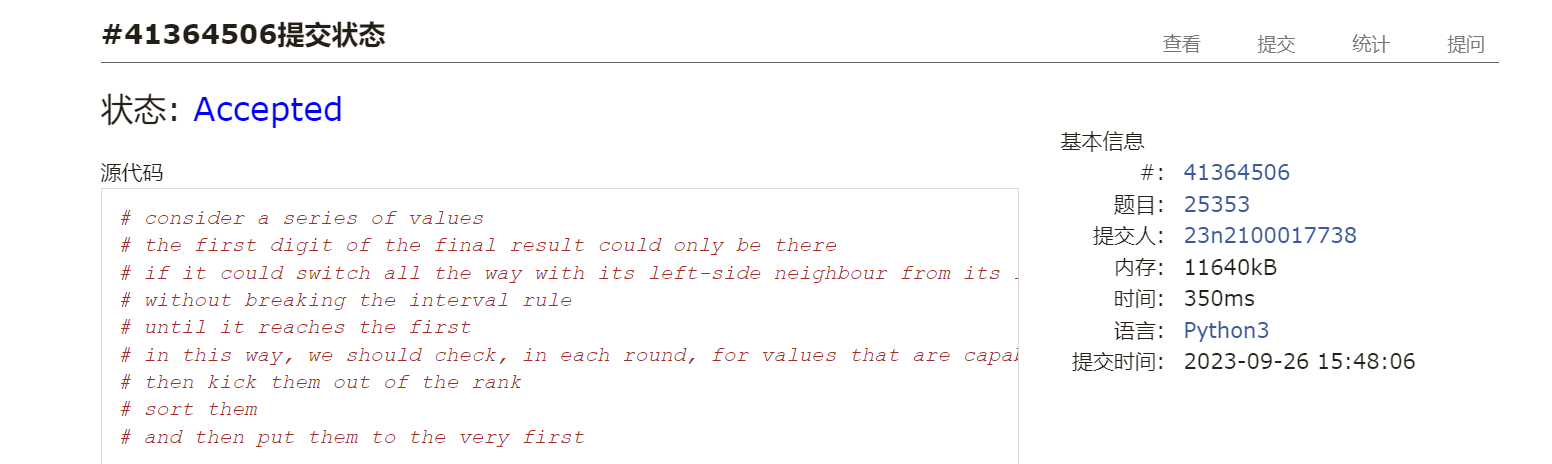 #41364506提交状态
查看 提交 统计 提问
状态: Accepted
源代码
# consider a series of values
# the first digit of the final result could only be there
# if it could switch all the way with its left-side neighbour from its
# without breaking the interval rule
# until it reaches the first
# in this way, we should check, in each round, for values that are
# then kick them out of the rank
# sort them
# and then put them to the very first
基本信息
#: 41364506
题目: 25353
提交人: 23n2100017738
内存: 11640kB
时间: 350ms
语言: Python3
提交时间: 2023-09-26 15:48:06